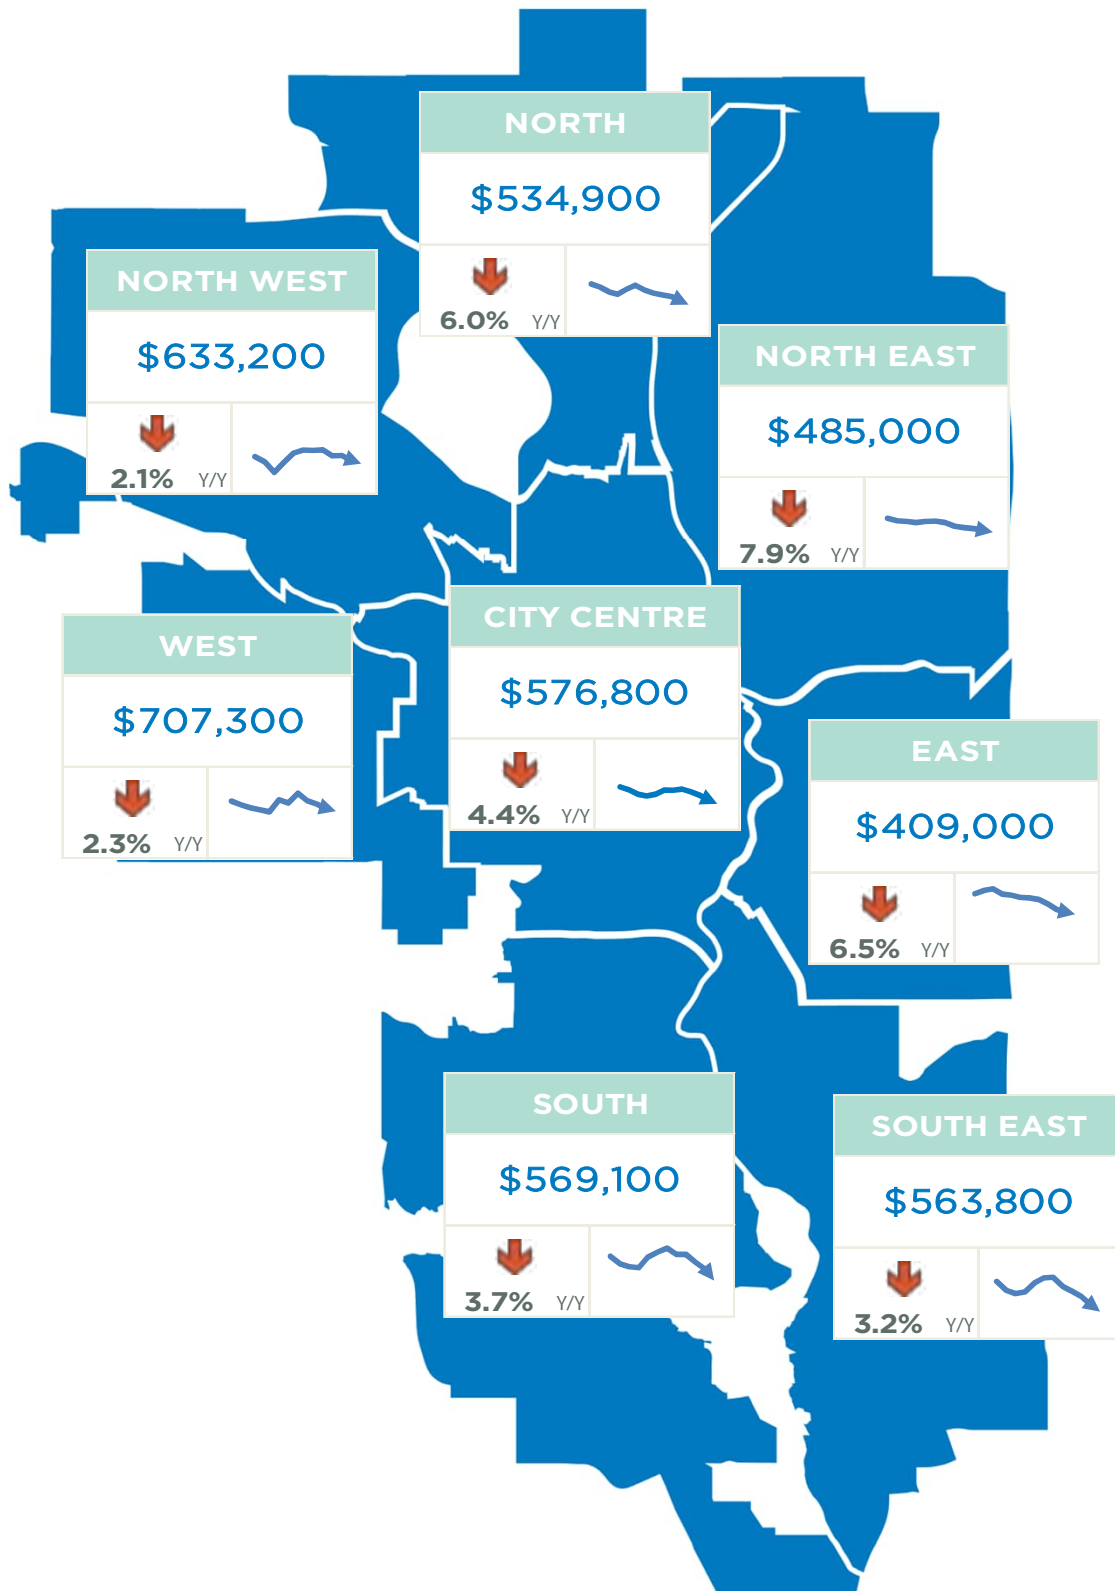 NORTH
$534,900
6.0% Y/Y
NORTH WEST
$633,200
2.1% Y/Y
NORTH EAST
$485,000
7.9% Y/Y
WEST
$707,300
2.3% Y/Y
CITY CENTRE
$576,800
4.4% Y/Y
EAST
$409,000
6.5% Y/Y
SOUTH
$569,100
3.7% Y/Y
SOUTH EAST
$563,800
3.2% Y/Y